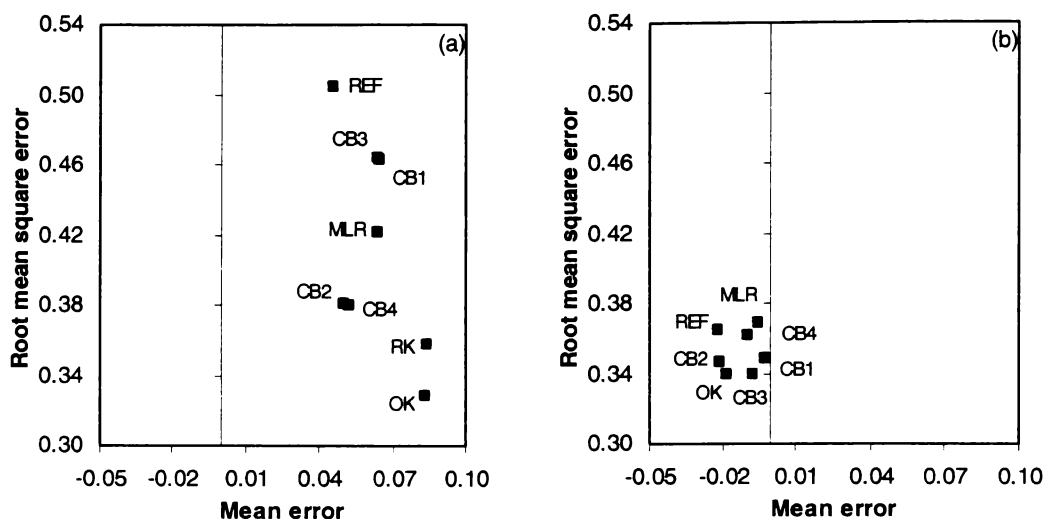 0.54
(a)
REF
0.50
CB3
0.46
CB1
MLR
0.42
CB2
0.38
CB4
RK
0.34
OK
0.30
-0.05 -0.02 0.01 0.04 0.07 0.10
Mean error
Root mean square error
0.54
(b)
0.50
0.46
0.42
0.38
MLR
REF
CB4
CB2
CB1
0.34
OK
CB3
0.30
-0.05 -0.02 0.01 0.04 0.07 0.10
Mean error
Root mean square error